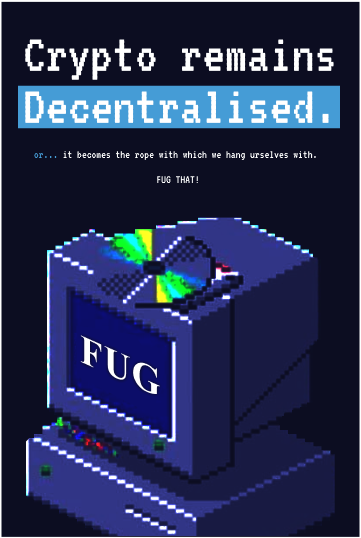 Crypto remains
Decentralised.
or... it becomes the rope with which we hang urselves with.
FUG THAT!
FUG